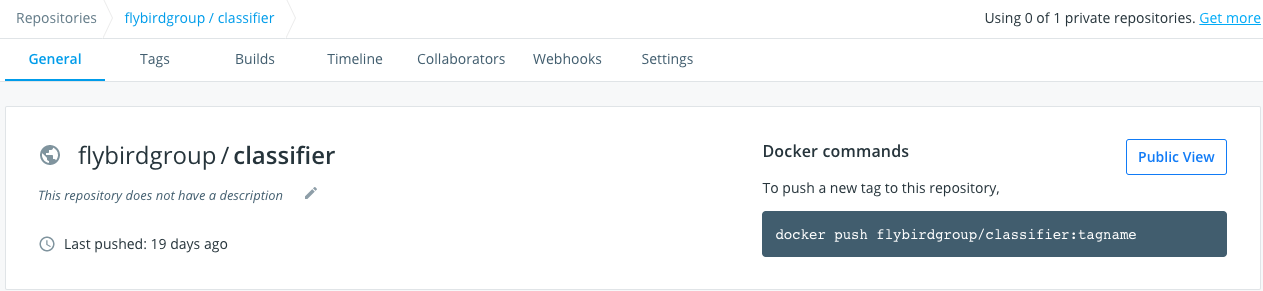 Repositories flybirdgroup / classifier Using 0 of 1 private repositories. Get more
General Tags Builds Timeline Collaborators Webhooks Settings
flybirdgroup / classifier
This repository does not have a description
Last pushed: 19 days ago
Docker commands
Public View
To push a new tag to this repository,
docker push flybirdgroup/classifier:tagname